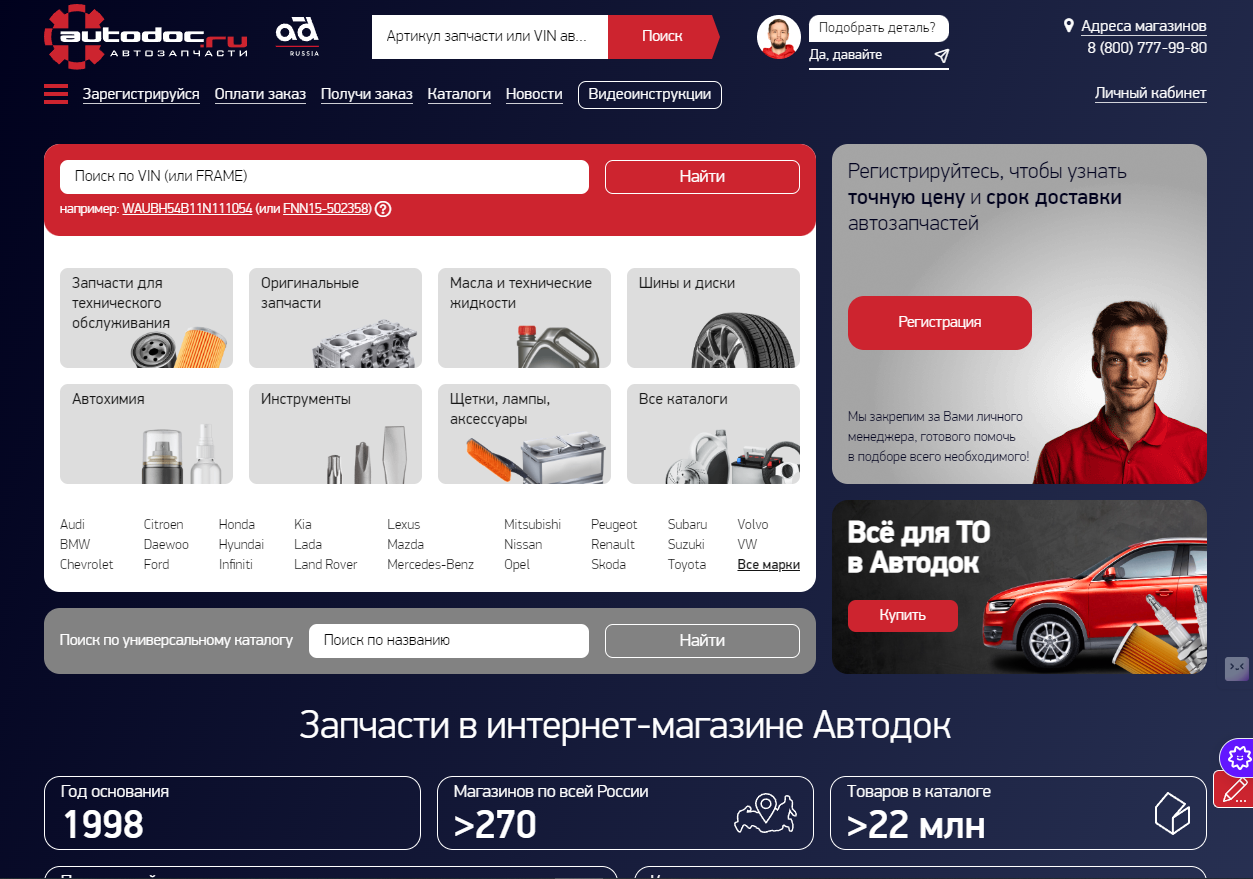 autodoc.ru
АВТОЗАПЧАСТИ
ad
RUSSIA
Артикул запчасти или VIN ав...
Поиск
Подобрать деталь?
Да, давайте
Адреса магазинов
8 (800) 777-99-80
Зарегистрируйся
Оплати заказ
Получи заказ
Каталоги
Новости
Видеоинструкции
Личный кабинет
Поиск по VIN (или FRAME)
Найти
например: WAUBH54B11N111054 (или FNN15-502358) ?
Запчасти для
технического
обслуживания
Оригинальные
запчасти
Масла и технические
жидкости
Шины и диски
Автохимия
Инструменты
Щетки, лампы,
аксессуары
Все каталоги
Audi
BMW
Chevrolet
Citroen
Daewoo
Ford
Honda
Hyundai
Infiniti
Kia
Lada
Land Rover
Lexus
Mazda
Mercedes-Benz
Mitsubishi
Nissan
Opel
Peugeot
Renault
Skoda
Subaru
Suzuki
Toyota
Volvo
VW
Все марки
Поиск по универсальному каталогу
Поиск по названию
Найти
Регистрируйтесь, чтобы узнать
точную цену и срок доставки
автозапчастей
Регистрация
Мы закрепим за Вами личного
менеджера, готового помочь
в подборе всего необходимого!
Всё для ТО
в Автодок
Купить
Запчасти в интернет-магазине Автодок
Год основания
1998
Магазинов по всей России
>270
Товаров в каталоге
>22 млн